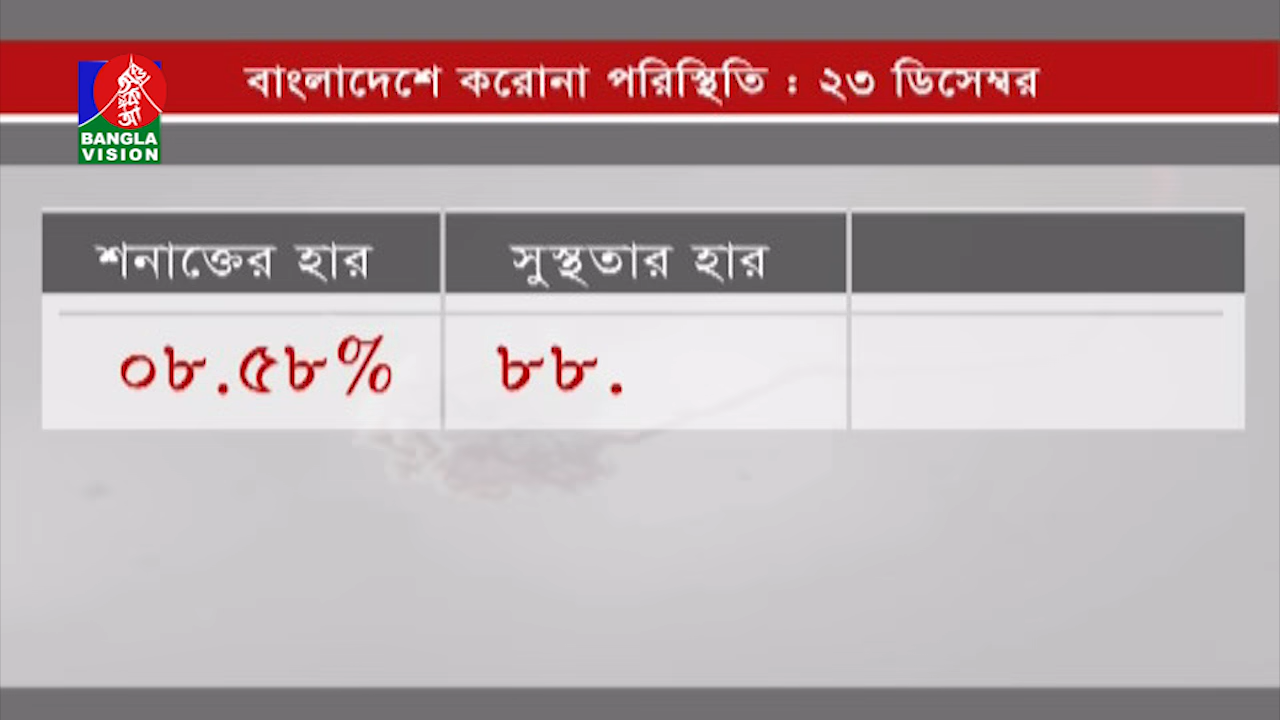 বাংলাদেশে করোনা পরিস্থিতি : ২৩ ডিসেম্বর
BANGLA
VISION
শনাক্তের হার সুস্থতার হার
০৮.৫৮% ৮৮.